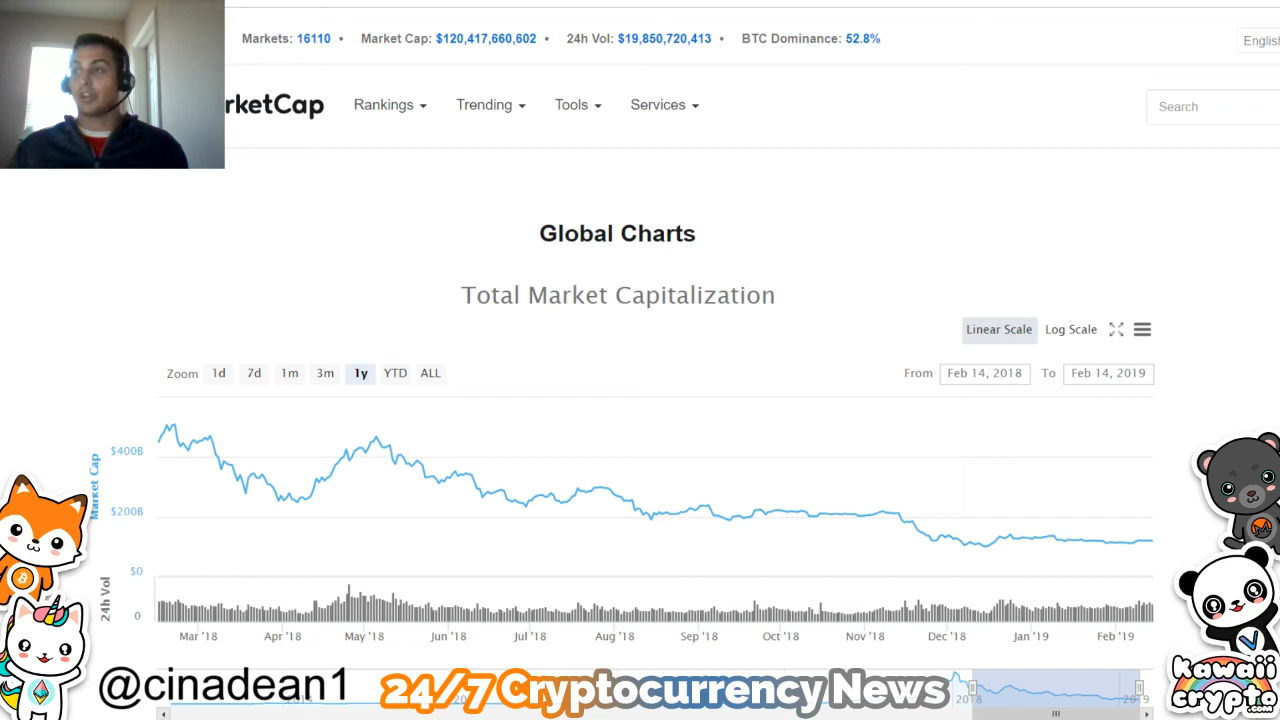 Markets: 16110 • Market Cap: $120,417,660,602 • 24h Vol: $19,850,720,413 • BTC Dominance: 52.8%
English
rketCap Rankings Trending Tools Services Search
Global Charts
Total Market Capitalization
Linear Scale Log Scale
Zoom 1d 7d 1m 3m 1y YTD ALL From Feb 14, 2018 To Feb 14, 2019
$400B
Market Cap
$200B
$0
24h Vol
0
Mar '18 Apr '18 May '18 Jun '18 Jul '18 Aug '18 Sep '18 Oct '18 Nov '18 Dec '18 Jan '19 Feb '19
@cinadean1
24/7 Cryptocurrency News
2018
kawaii
crypto
.com